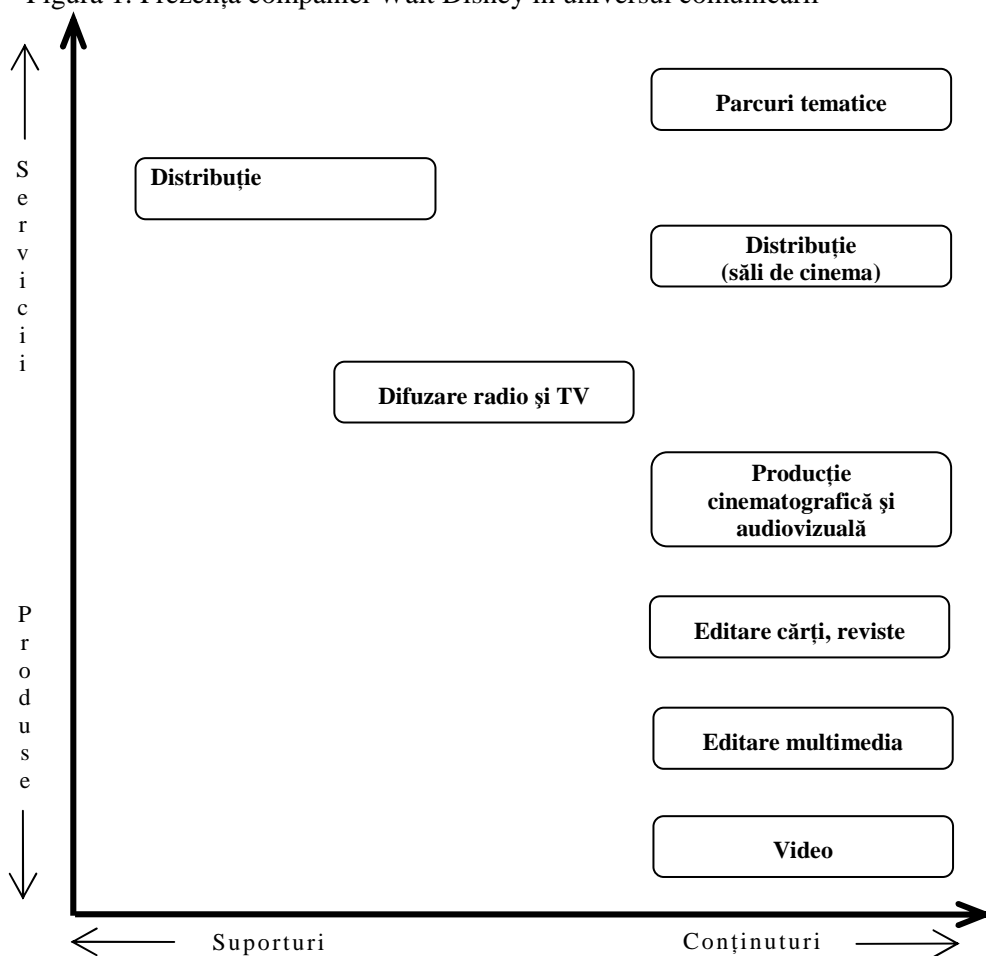 Figura 1. Prezența companiei Walt Disney în universul comunicării
Parcuri tematice
Servicii
Distribuție
Distribuție
(săli de cinema)
Difuzare radio şi TV
Producție
cinematografică şi
audiovizuală
Produse
Editare cărți, reviste
Editare multimedia
Video
Suporturi
Conținuturi